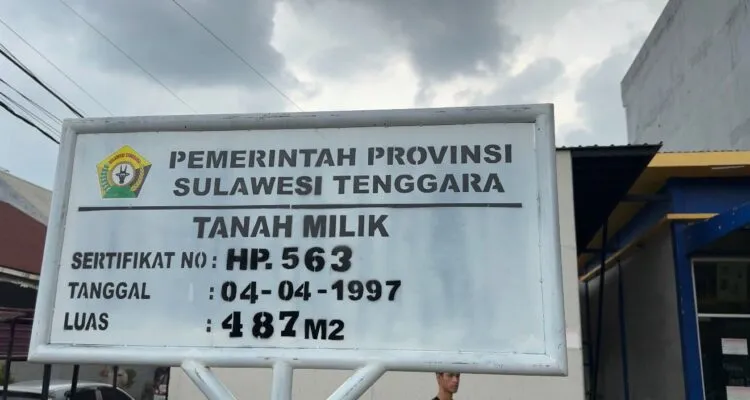 PEMERINTAH PROVINSI
SULAWESI TENGGARA
TANAH MILIK
SERTIFIKAT NO : HP. 563
TANGGAL : 04-04-1997
LUAS : 487 M2